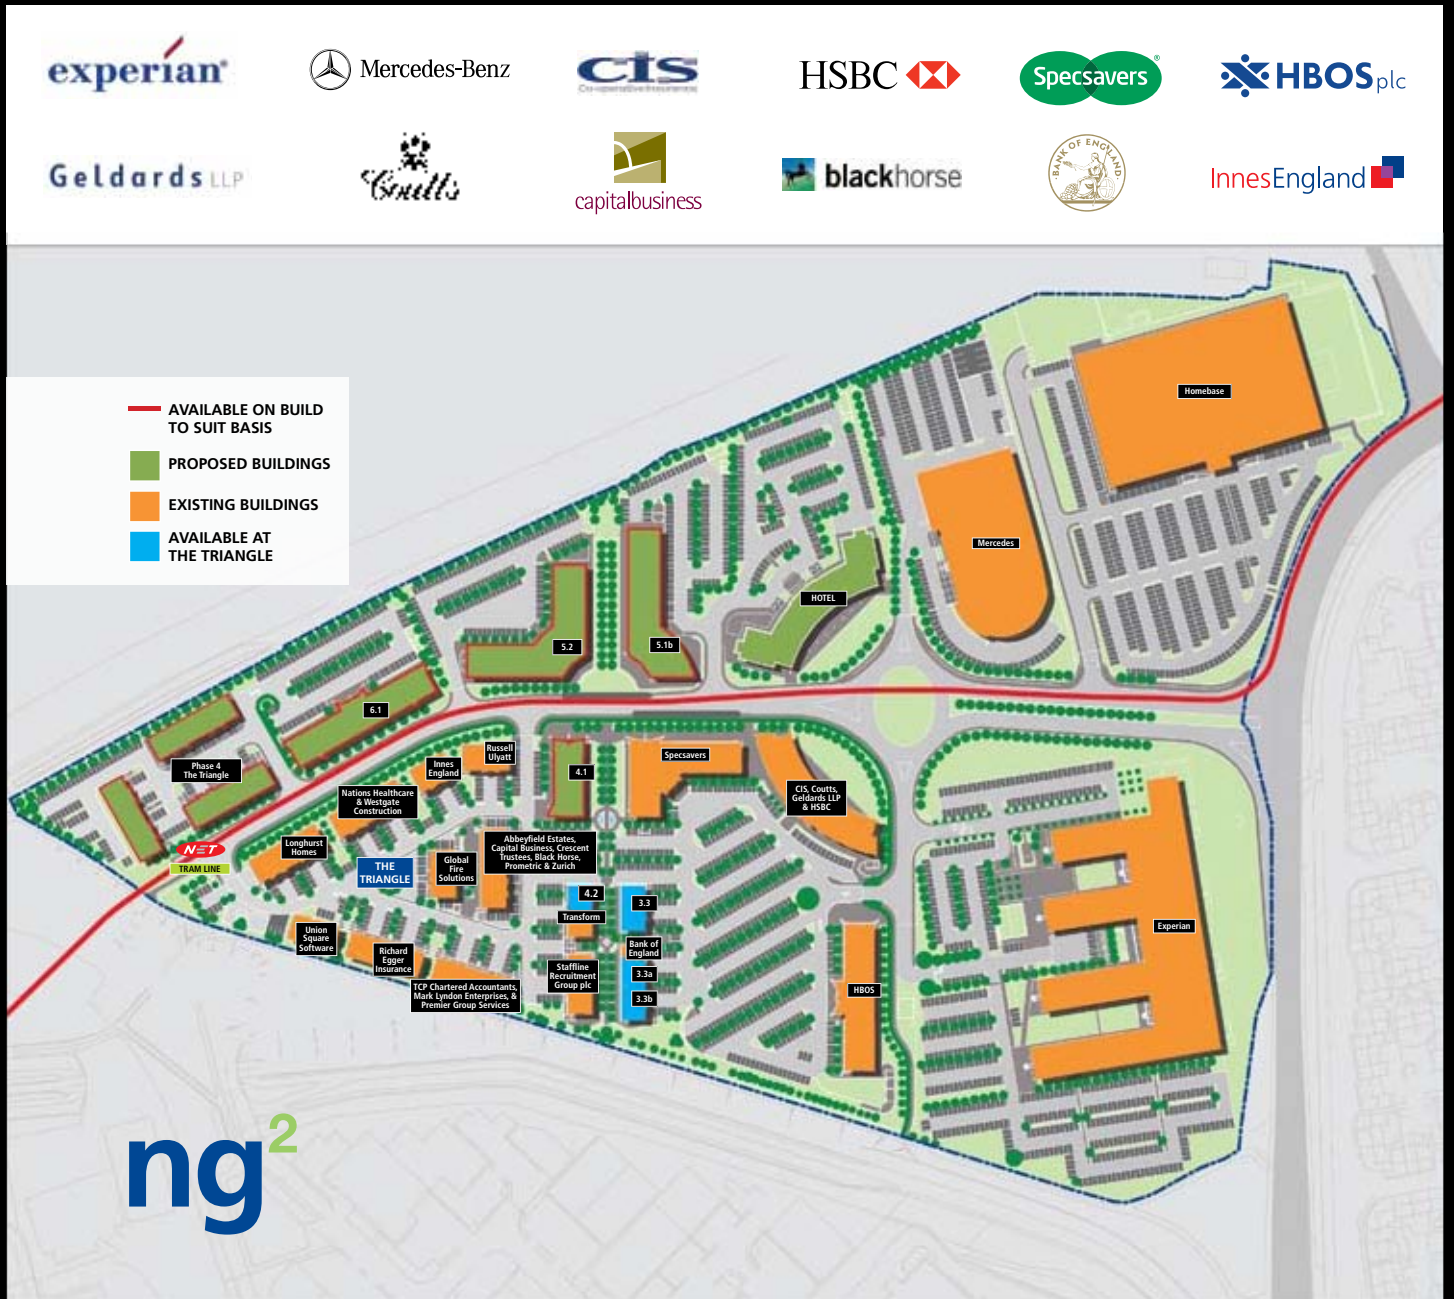 experian
Mercedes-Benz
cis
Co-operative Insurance
HSBC
Specsavers®
HBOS plc
Geldards LLP
Coutts
capitalbusiness
blackhorse
BANK OF ENGLAND
InnesEngland
AVAILABLE ON BUILD
TO SUIT BASIS
PROPOSED BUILDINGS
EXISTING BUILDINGS
AVAILABLE AT
THE TRIANGLE
Homebase
Mercedes
HOTEL
5.2
5.1b
6.1
Phase 4
The Triangle
Russell
Ulyatt
Innes
England
4.1
Specsavers
Nations Healthcare
& Westgate
Construction
CIS, Coutts,
Geldards LLP
& HSBC
Longhurst
Homes
NET
TRAM LINE
THE
TRIANGLE
Global
Fire
Solutions
Abbeyfield Estates,
Capital Business, Crescent
Trustees, Black Horse,
Prometric & Zurich
4.2
Transform
3.3
Union
Square
Software
Richard
Egger
Insurance
Bank of
England
Staffline
Recruitment
Group plc
3.3a
3.3b
TCP Chartered Accountants,
Mark Lyndon Enterprises, &
Premier Group Services
HBOS
Experian
ng²